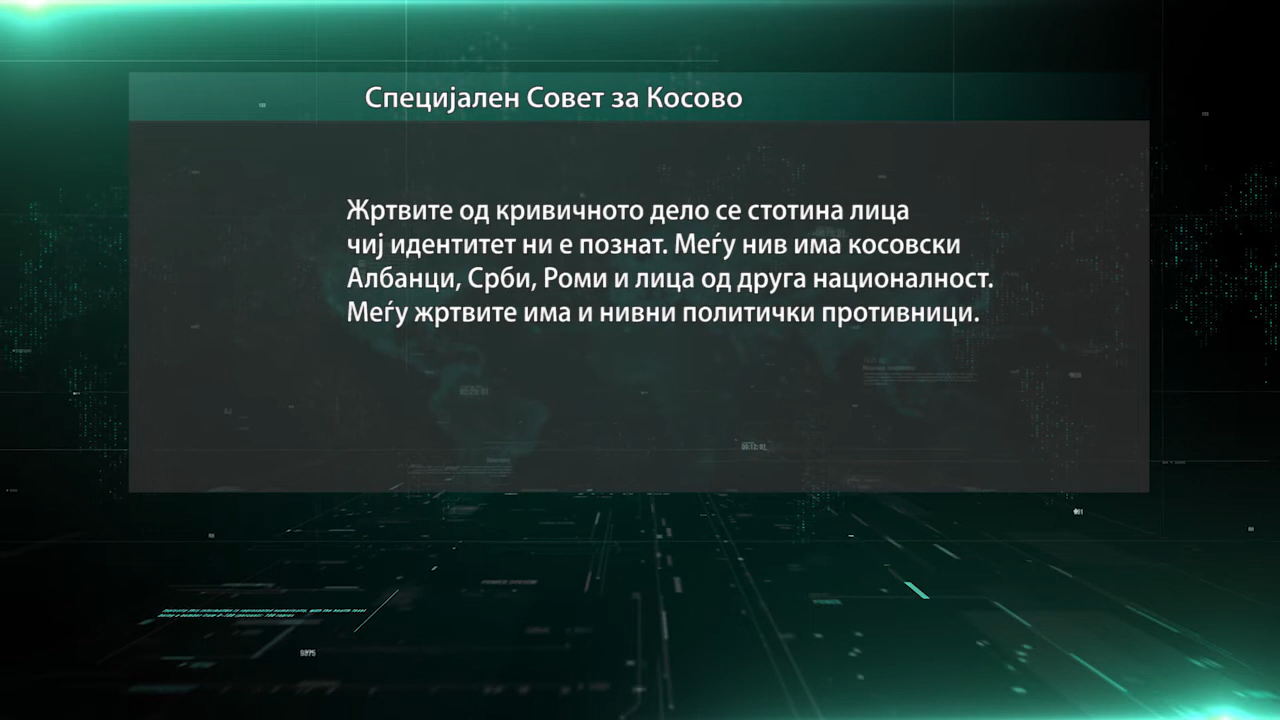 Специјален Совет за Косово
Жртвите од кривичното дело се стотина лица
чиј идентитет ни е познат. Меѓу нив има косовски
Албанци, Срби, Роми и лица од друга националност.
Меѓу жртвите има и нивни политички противници.